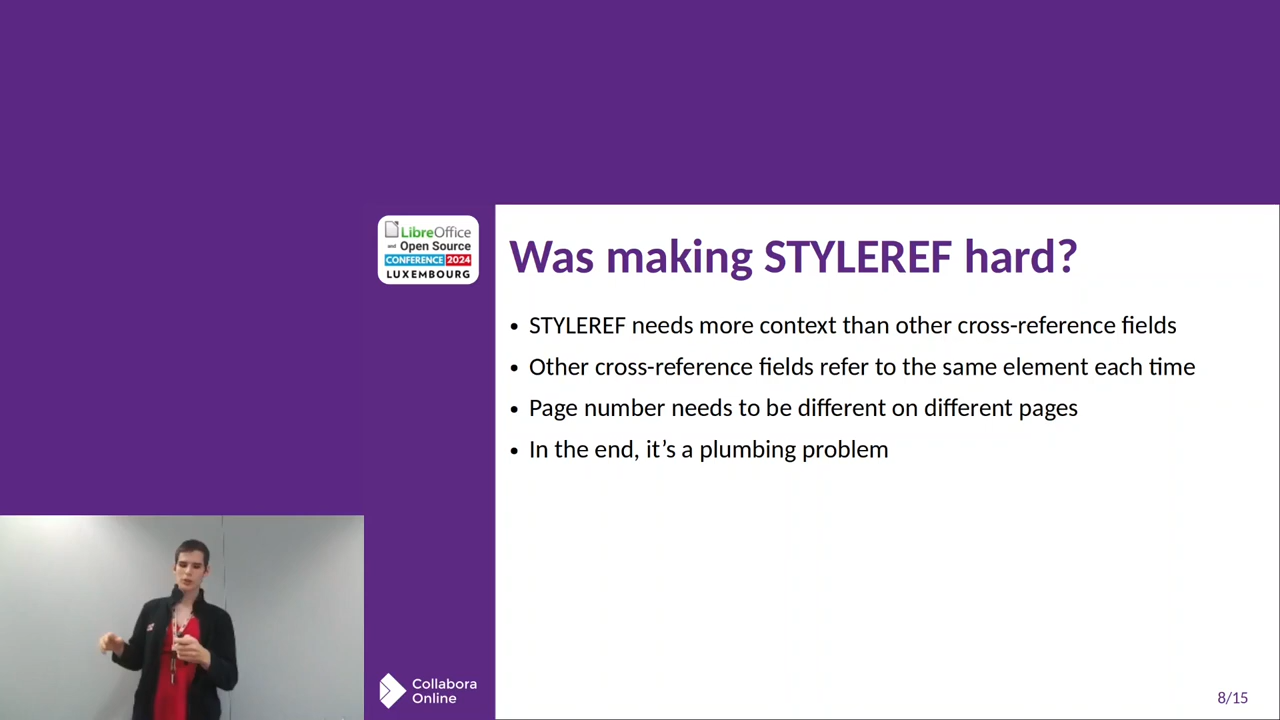 LibreOffice
and Open Source
CONFERENCE 2024
LUXEMBOURG
Was making STYLEREF hard?
• STYLEREF needs more context than other cross-reference fields
• Other cross-reference fields refer to the same element each time
• Page number needs to be different on different pages
• In the end, it’s a plumbing problem
Collabora
Online
8/15